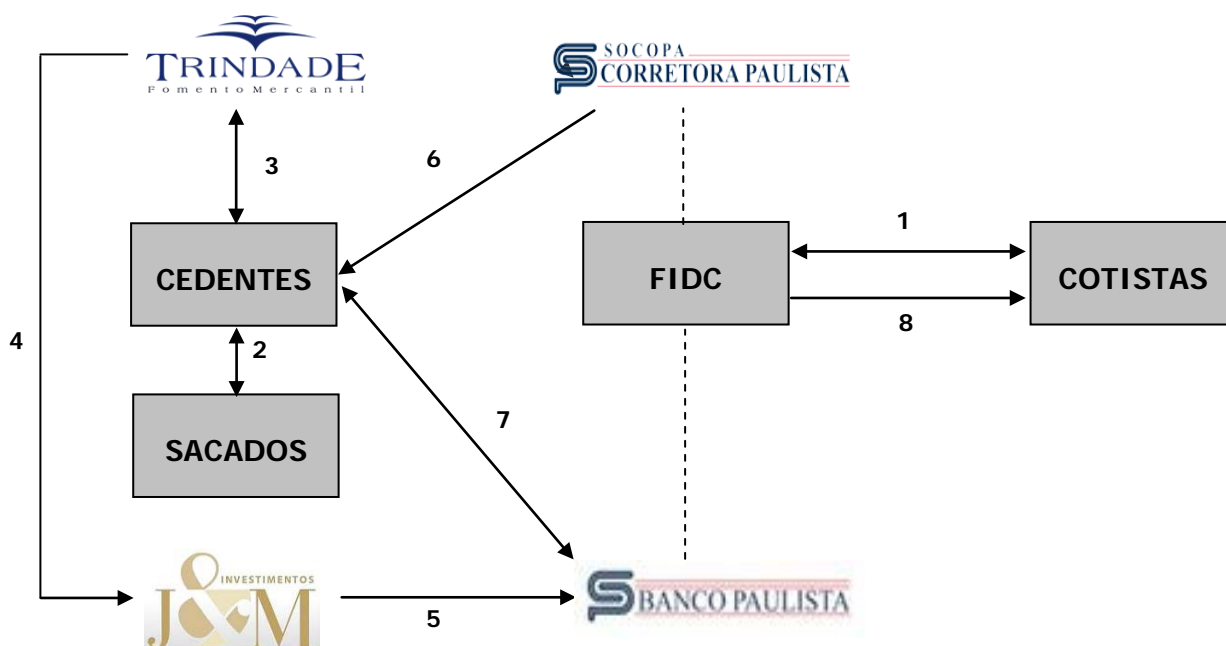 TRINDADE
Fomento Mercantil
SOCOPA
CORRETORA PAULISTA
3
6
1
CEDENTES
FIDC
COTISTAS
8
4
2
7
SACADOS
INVESTIMENTOS
J&M
5
BANCO PAULISTA